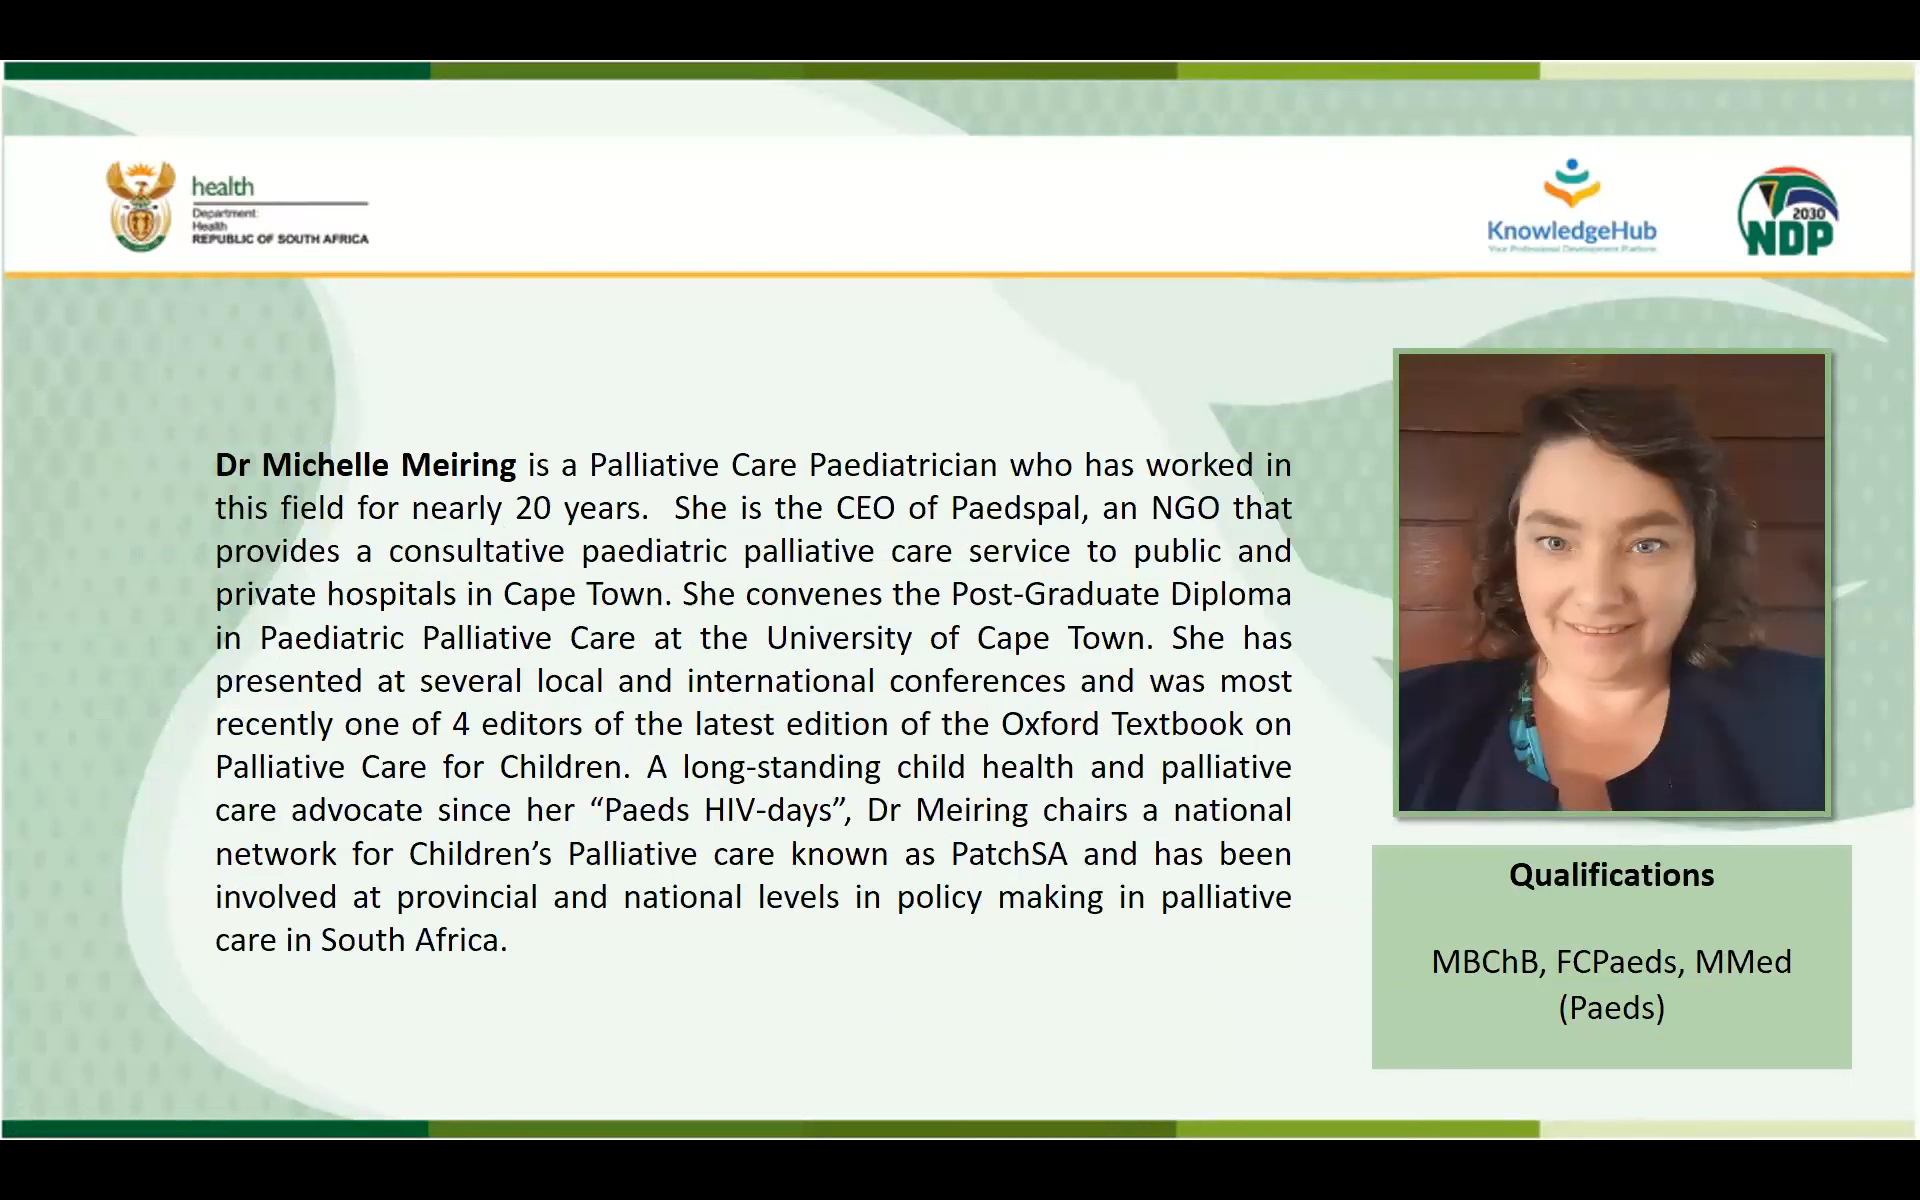 health
Department:
Health
REPUBLIC OF SOUTH AFRICA
KnowledgeHub
Your Professional Development Platform
2030
NDP
Dr Michelle Meiring is a Palliative Care Paediatrician who has worked in
this field for nearly 20 years.  She is the CEO of Paedspal, an NGO that
provides a consultative paediatric palliative care service to public and
private hospitals in Cape Town. She convenes the Post-Graduate Diploma
in Paediatric Palliative Care at the University of Cape Town. She has
presented at several local and international conferences and was most
recently one of 4 editors of the latest edition of the Oxford Textbook on
Palliative Care for Children. A long-standing child health and palliative
care advocate since her “Paeds HIV-days”, Dr Meiring chairs a national
network for Children’s Palliative care known as PatchSA and has been
involved at provincial and national levels in policy making in palliative
care in South Africa.
Qualifications
MBChB, FCPaeds, MMed
(Paeds)